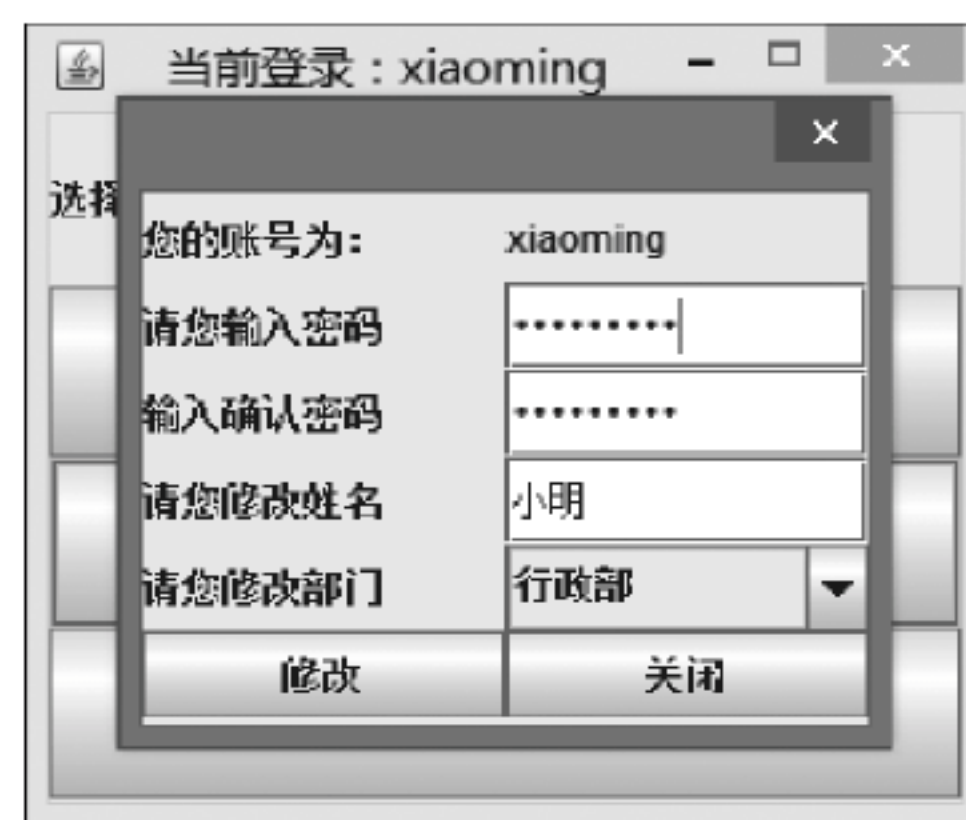 当前登录：xiaoming
选择
您的账号为： xiaoming
请您输入密码 •••••••••
输入确认密码 •••••••••
请您修改姓名 小明
请您修改部门 行政部
修改 关闭